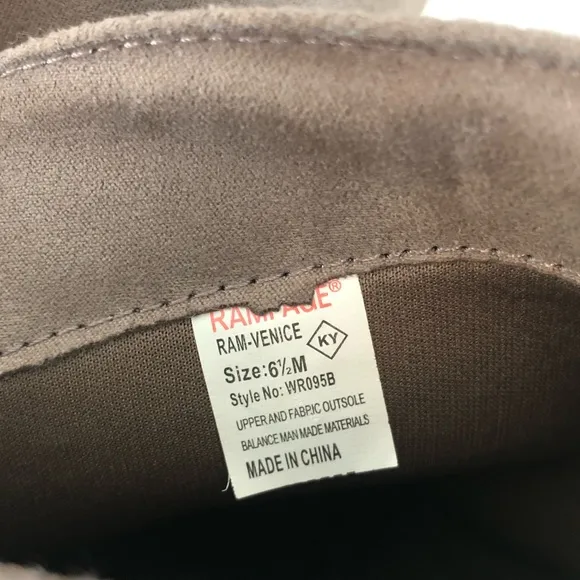 RAMPAGE®
RAM-VENICE KY
Size:6½M
Style No: WR095B
UPPER AND FABRIC OUTSOLE
BALANCE MAN MADE MATERIALS
MADE IN CHINA